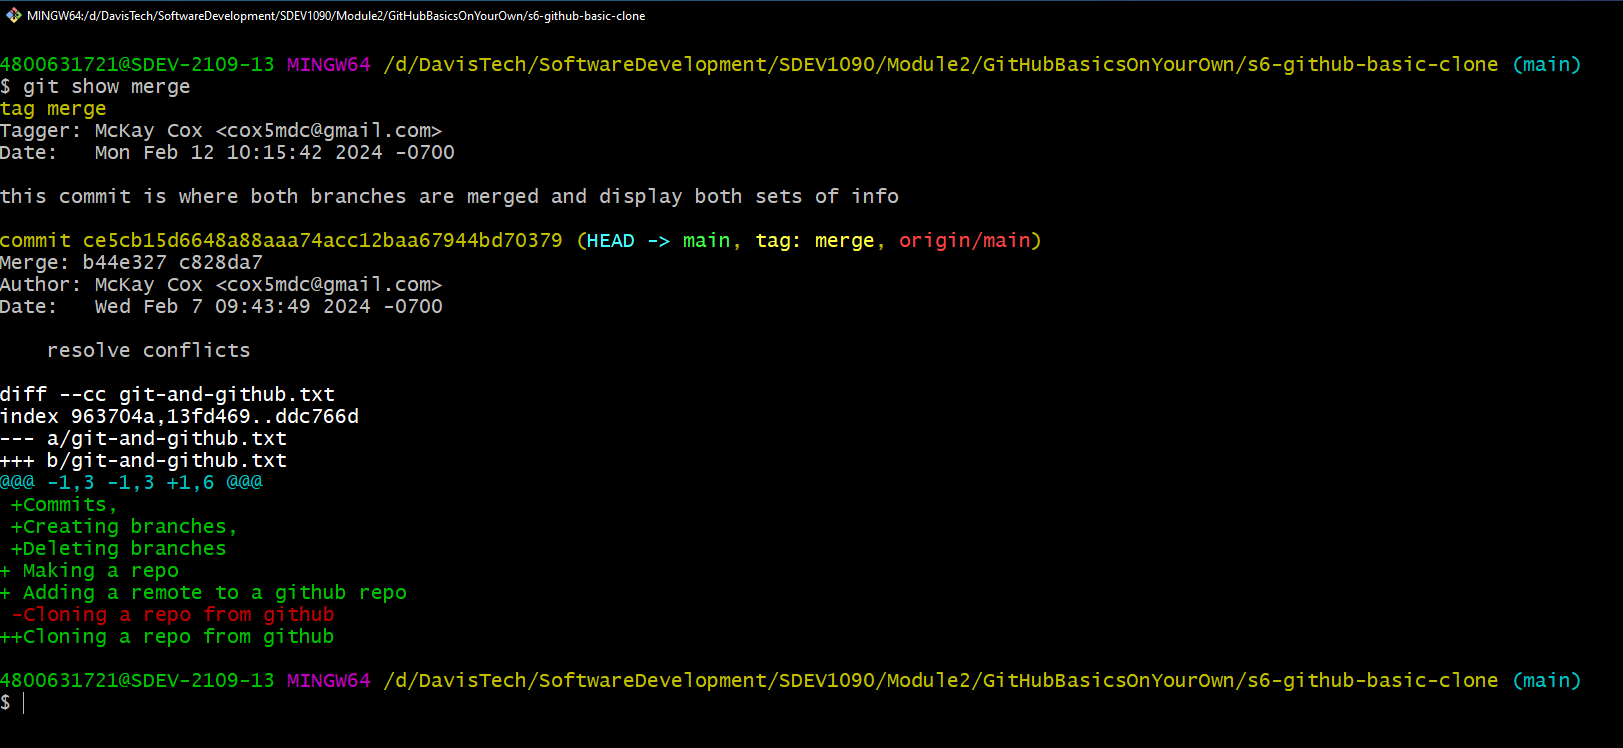 MINGW64:/d/DavisTech/SoftwareDevelopment/SDEV1090/Module2/GitHubBasicsOnYourOwn/s6-github-basic-clone
4800631721@SDEV-2109-13 MINGW64 /d/DavisTech/SoftwareDevelopment/SDEV1090/Module2/GitHubBasicsOnYourOwn/s6-github-basic-clone (main)
$ git show merge
tag merge
Tagger: McKay Cox <cox5mdc@gmail.com>
Date:   Mon Feb 12 10:15:42 2024 -0700
this commit is where both branches are merged and display both sets of info
commit ce5cb15d6648a88aaa74acc12baa67944bd70379 (HEAD -> main, tag: merge, origin/main)
Merge: b44e327 c828da7
Author: McKay Cox <cox5mdc@gmail.com>
Date:   Wed Feb 7 09:43:49 2024 -0700
    resolve conflicts
diff --cc git-and-github.txt
index 963704a,13fd469..ddc766d
--- a/git-and-github.txt
+++ b/git-and-github.txt
@@@ -1,3 -1,3 +1,6 @@@
 +Commits,
 +Creating branches,
 +Deleting branches
+ Making a repo
+ Adding a remote to a github repo
 -Cloning a repo from github
++Cloning a repo from github
4800631721@SDEV-2109-13 MINGW64 /d/DavisTech/SoftwareDevelopment/SDEV1090/Module2/GitHubBasicsOnYourOwn/s6-github-basic-clone (main)
$